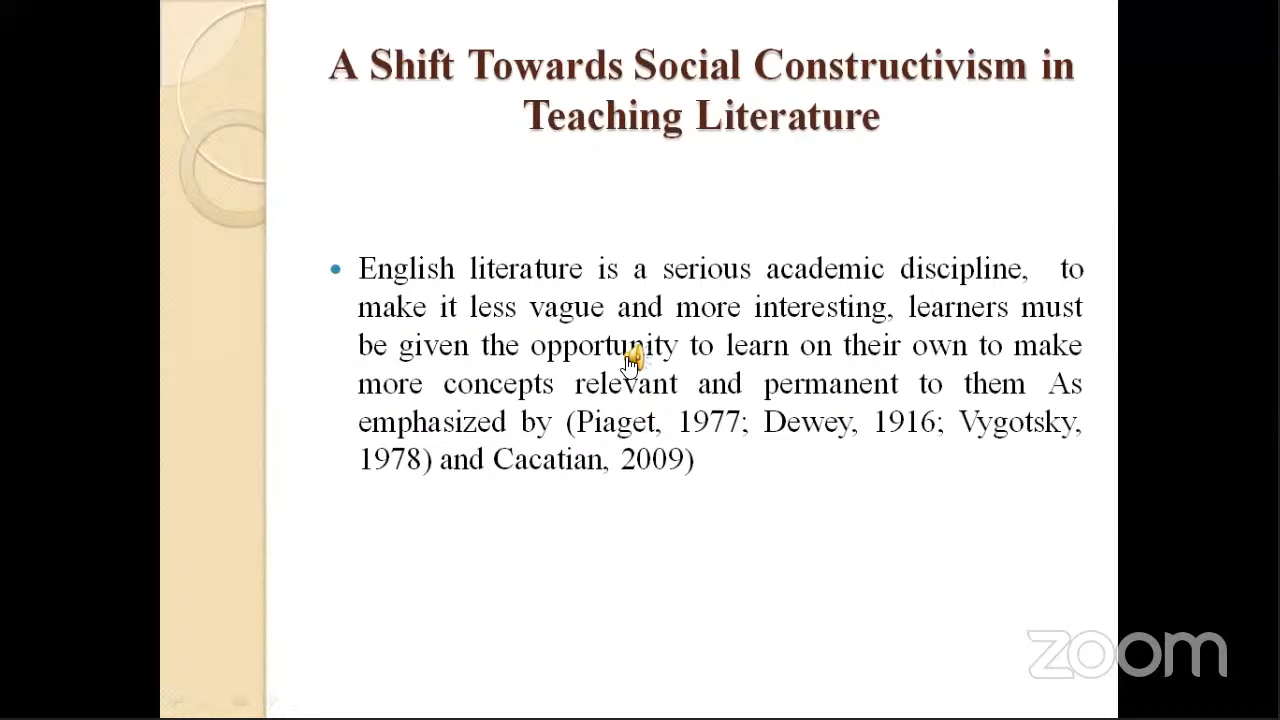 A Shift Towards Social Constructivism in
Teaching Literature
English literature is a serious academic discipline, to
make it less vague and more interesting, learners must
be given the opportunity to learn on their own to make
more concepts relevant and permanent to them As
emphasized by (Piaget, 1977; Dewey, 1916; Vygotsky,
1978) and Cacatian, 2009)
zoom